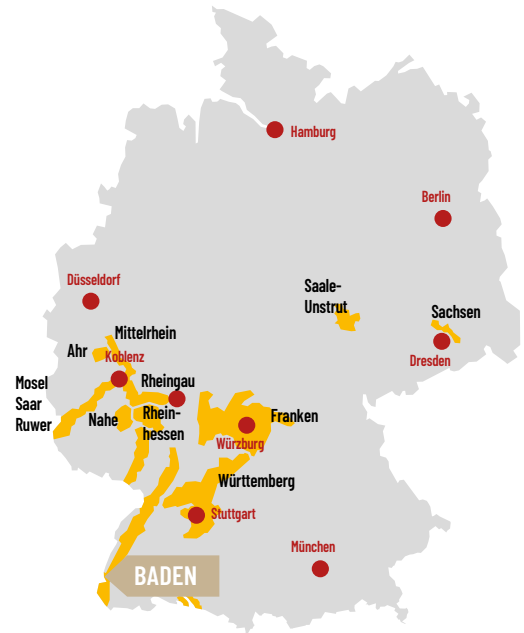 Hamburg
Berlin
Düsseldorf
Saale-
Unstrut
Sachsen
Mittelrhein
Ahr
Koblenz
Dresden
Mosel
Saar
Ruwer
Rheingau
Nahe
Rhein-
hessen
Franken
Würzburg
Württemberg
Stuttgart
München
BADEN